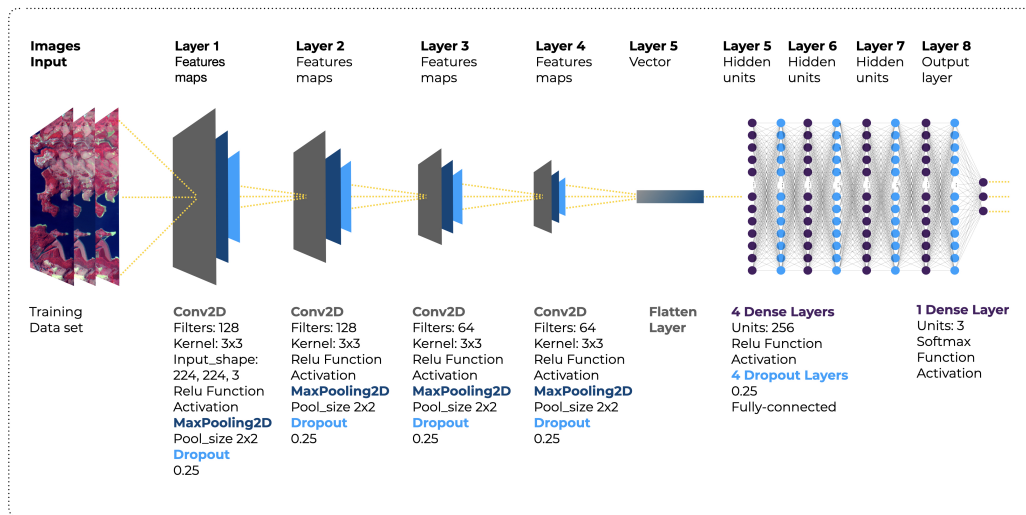 Images
Input
Layer 1
Features
maps
Layer 2
Features
maps
Layer 3
Features
maps
Layer 4
Features
maps
Layer 5
Vector
Layer 5
Hidden
units
Layer 6
Hidden
units
Layer 7
Hidden
units
Layer 8
Output
layer
Training
Data set
Conv2D
Filters: 128
Kernel: 3x3
Input_shape:
224, 224, 3
Relu Function
Activation
MaxPooling2D
Pool_size 2x2
Dropout
0.25
Conv2D
Filters: 128
Kernel: 3x3
Relu Function
Activation
MaxPooling2D
Pool_size 2x2
Dropout
0.25
Conv2D
Filters: 64
Kernel: 3x3
Relu Function
Activation
MaxPooling2D
Pool_size 2x2
Dropout
0.25
Conv2D
Filters: 64
Kernel: 3x3
Relu Function
Activation
MaxPooling2D
Pool_size 2x2
Dropout
0.25
Flatten
Layer
4 Dense Layers
Units: 256
Relu Function
Activation
4 Dropout Layers
0.25
Fully-connected
1 Dense Layer
Units: 3
Softmax
Function
Activation